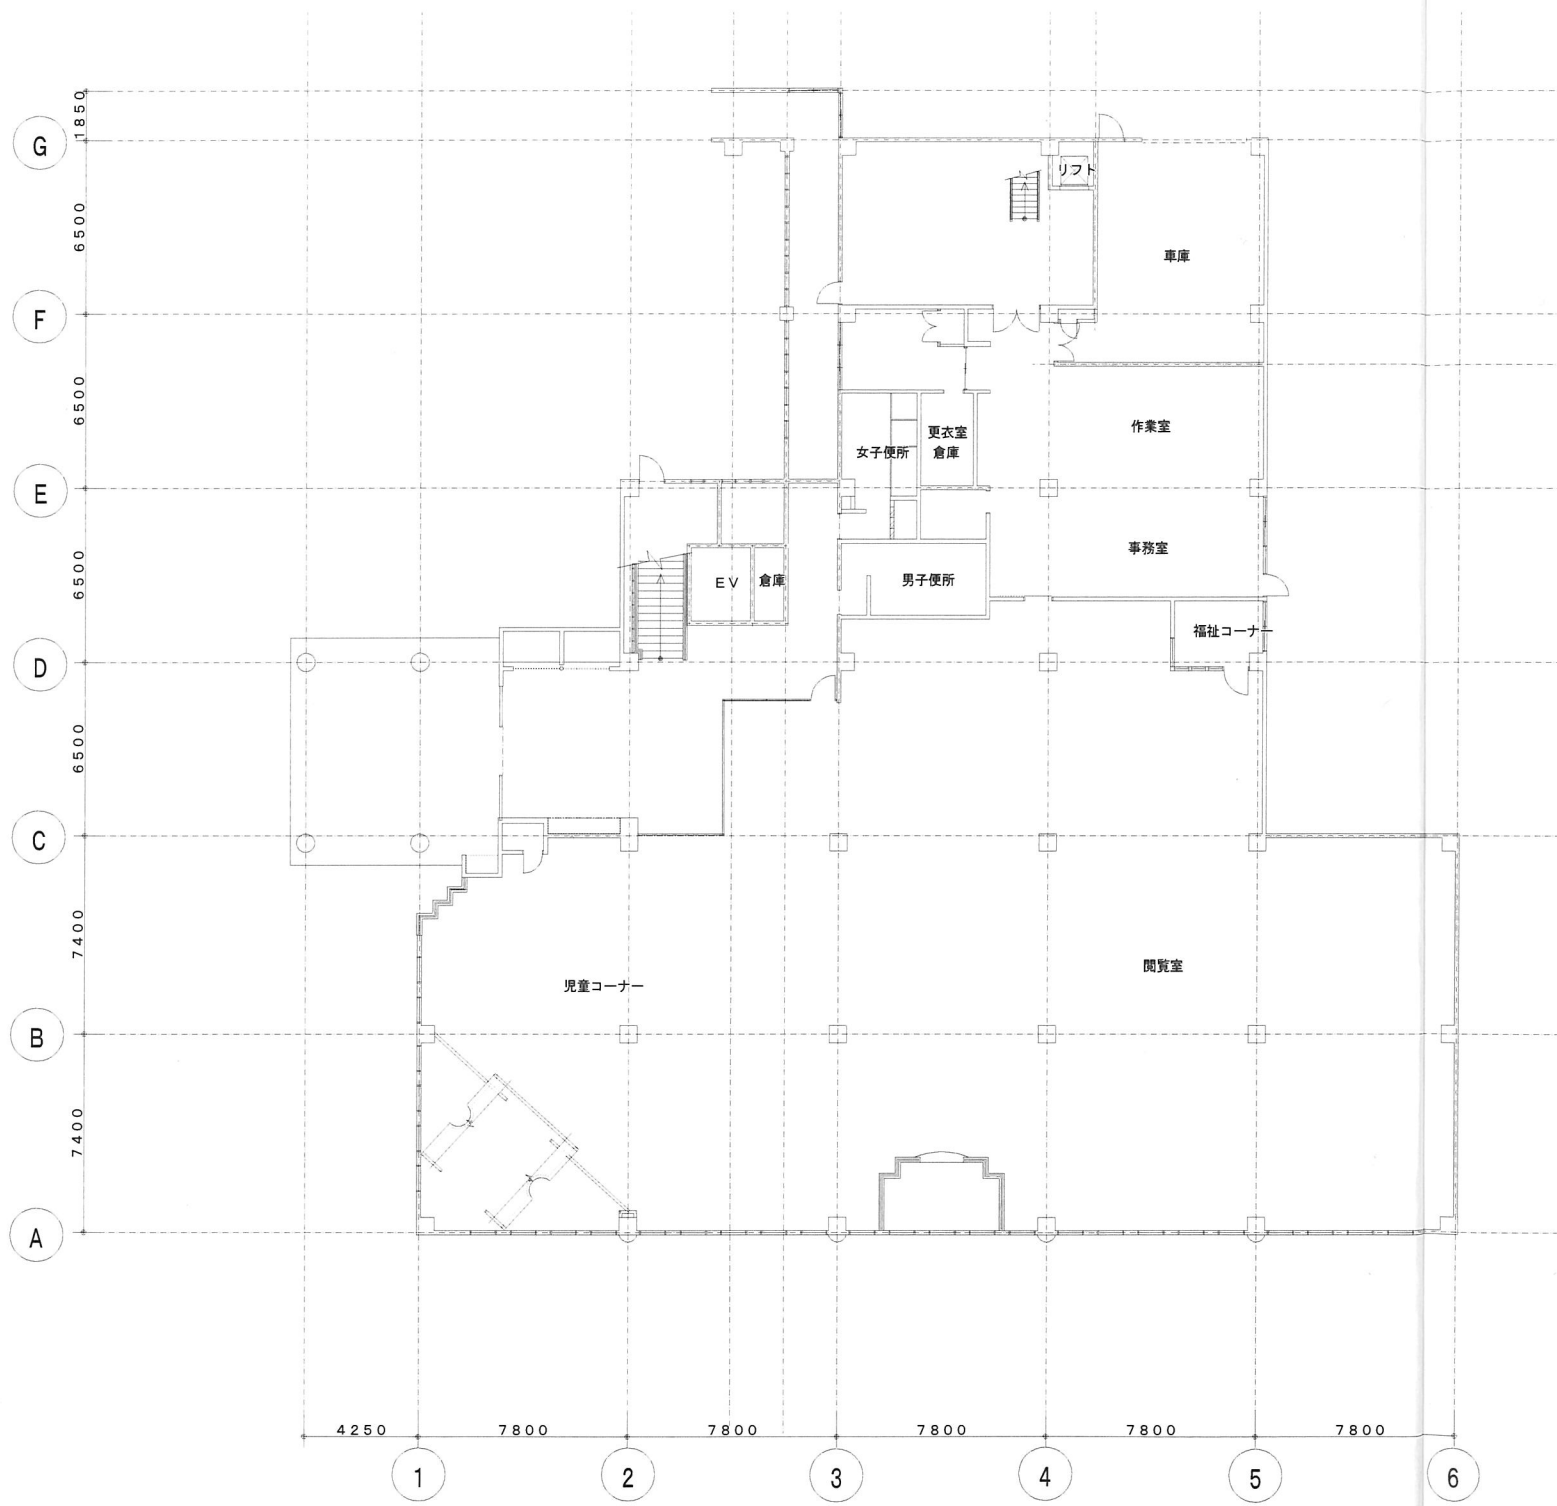 1850
G
リフト
6500
車庫
F
6500
作業室
更衣室
倉庫
女子便所
E
事務室
6500
EV
倉庫
男子便所
福祉コーナー
D
6500
C
7400
閲覧室
児童コーナー
B
7400
A
4250
7800
7800
7800
7800
7800
1
2
3
4
5
6